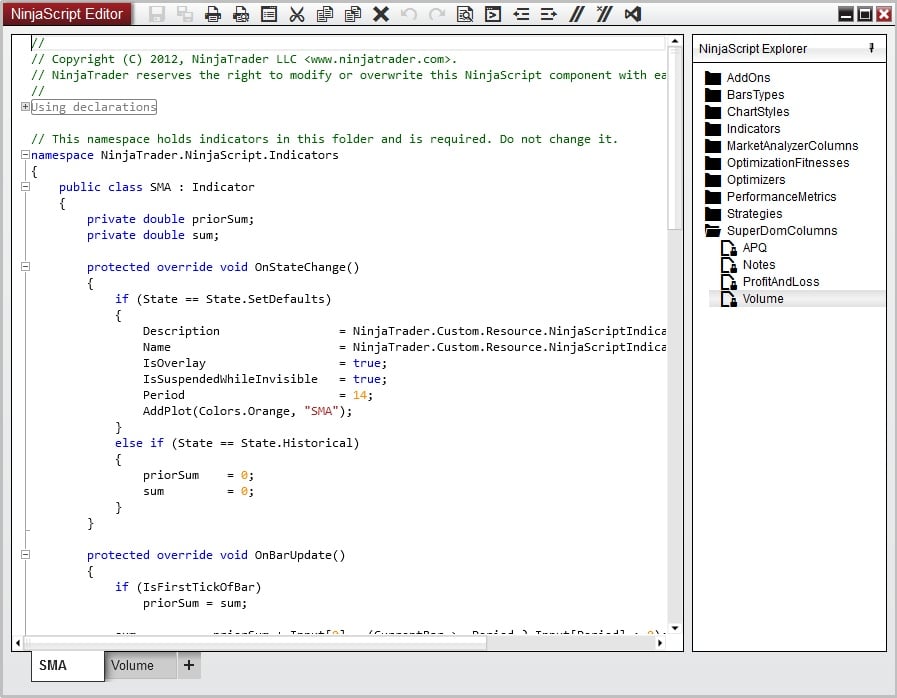 NinjaScript Editor
//
// Copyright (C) 2012, NinjaTrader LLC <www.ninjatrader.com>.
// NinjaTrader reserves the right to modify or overwrite this NinjaScript component with ea
//
Using declarations
// This namespace holds indicators in this folder and is required. Do not change it.
namespace NinjaTrader.NinjaScript.Indicators
{
public class SMA : Indicator
{
private double priorSum;
private double sum;
protected override void OnStateChange()
{
if (State == State.SetDefaults)
{
Description = NinjaTrader.Custom.Resource.NinjaScriptIndica
Name = NinjaTrader.Custom.Resource.NinjaScriptIndica
IsOverlay = true;
IsSuspendedWhileInvisible = true;
Period = 14;
AddPlot(Colors.Orange, "SMA");
}
else if (State == State.Historical)
{
priorSum = 0;
sum = 0;
}
}
protected override void OnBarUpdate()
{
if (IsFirstTickOfBar)
priorSum = sum;
NinjaScript Explorer
AddOns
BarsTypes
ChartStyles
Indicators
MarketAnalyzerColumns
OptimizationFitnesses
Optimizers
PerformanceMetrics
Strategies
SuperDomColumns
APQ
Notes
ProfitAndLoss
Volume
SMA
Volume
+